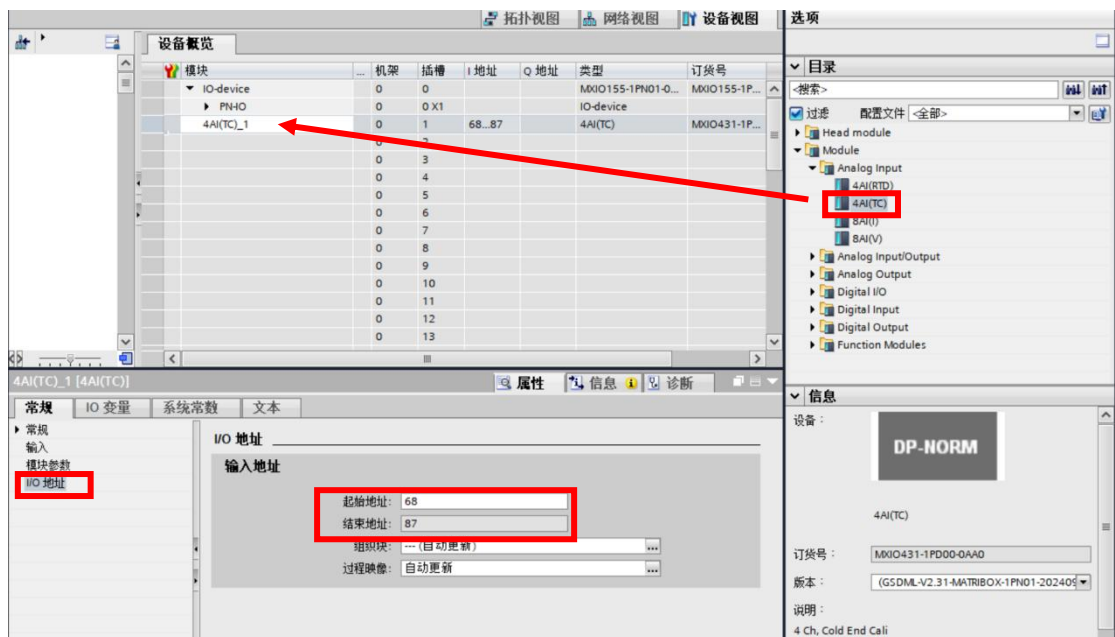 拓扑视图 网络视图 设备视图 选项
设备概览
模块 ... 机架 插槽 I 地址 Q 地址 类型 订货号
IO-device 0 0 MXIO155-1PN01-0... MXIO155-1P...
PN-IO 0 0 X1 IO-device
4AI(TC)_1 0 1 68...87 4AI(TC) MXIO431-1P...
0 2
0 3
0 4
0 5
0 6
0 7
0 8
0 9
0 10
0 11
0 12
0 13
目录
<搜索>
过滤 配置文件 <全部>
Head module
Module
Analog Input
4AI(RTD)
4AI(TC)
8AI(I)
8AI(V)
Analog Input/Output
Analog Output
Digital I/O
Digital Input
Digital Output
Function Modules
4AI(TC)_1 [4AI(TC)] 属性 信息 诊断
常规 IO 变量 系统常数 文本
常规
输入
模块参数
I/O 地址
I/O 地址
输入地址
起始地址: 68
结束地址: 87
组织块: --- (自动更新) ...
过程映像: 自动更新 ...
信息
设备:
DP-NORM
4AI(TC)
订货号: MXIO431-1PD00-0AA0
版本: (GSDML-V2.31-MATRIBOX-1PN01-202409
说明:
4 Ch, Cold End Cali